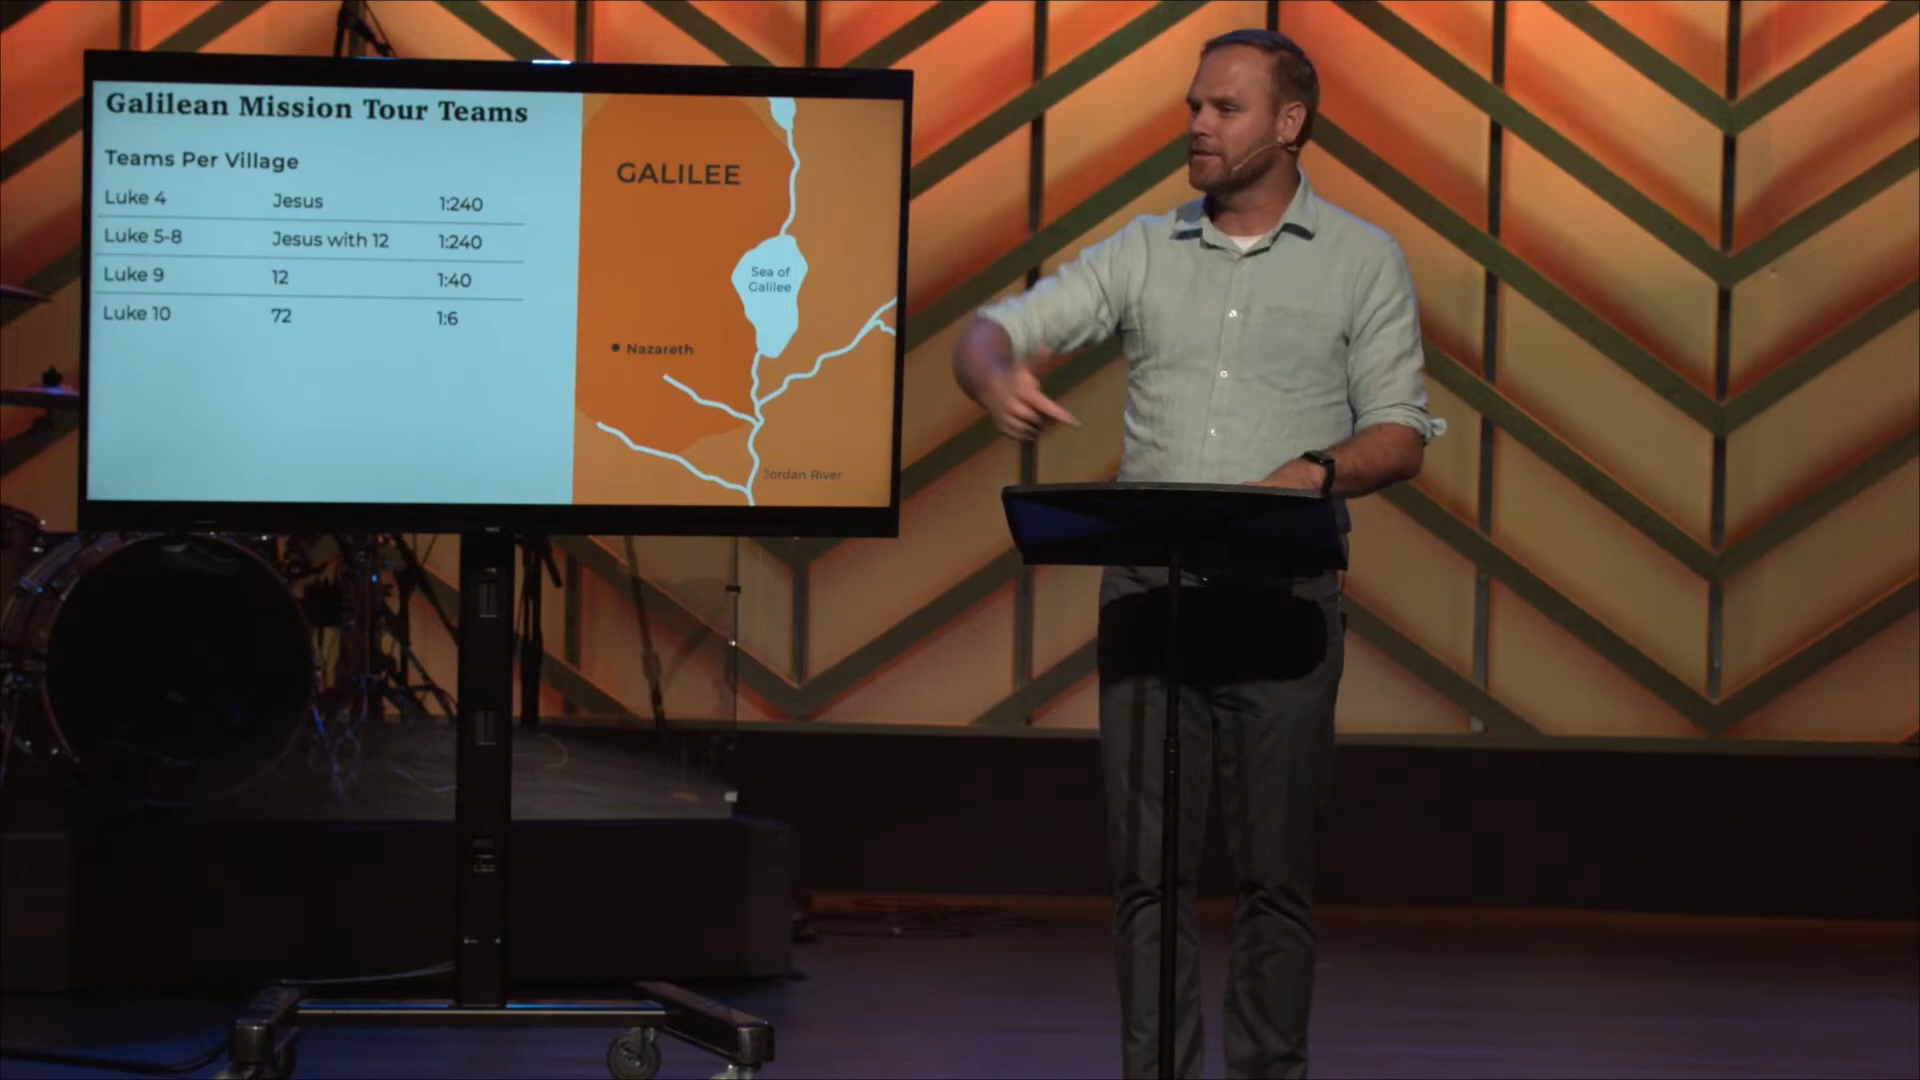 Galilean Mission Tour Teams
Teams Per Village
Luke 4 Jesus 1:240
Luke 5-8 Jesus with 12 1:240
Luke 9 12 1:40
Luke 10 72 1:6
GALILEE
Sea of
Galilee
Nazareth
Jordan River